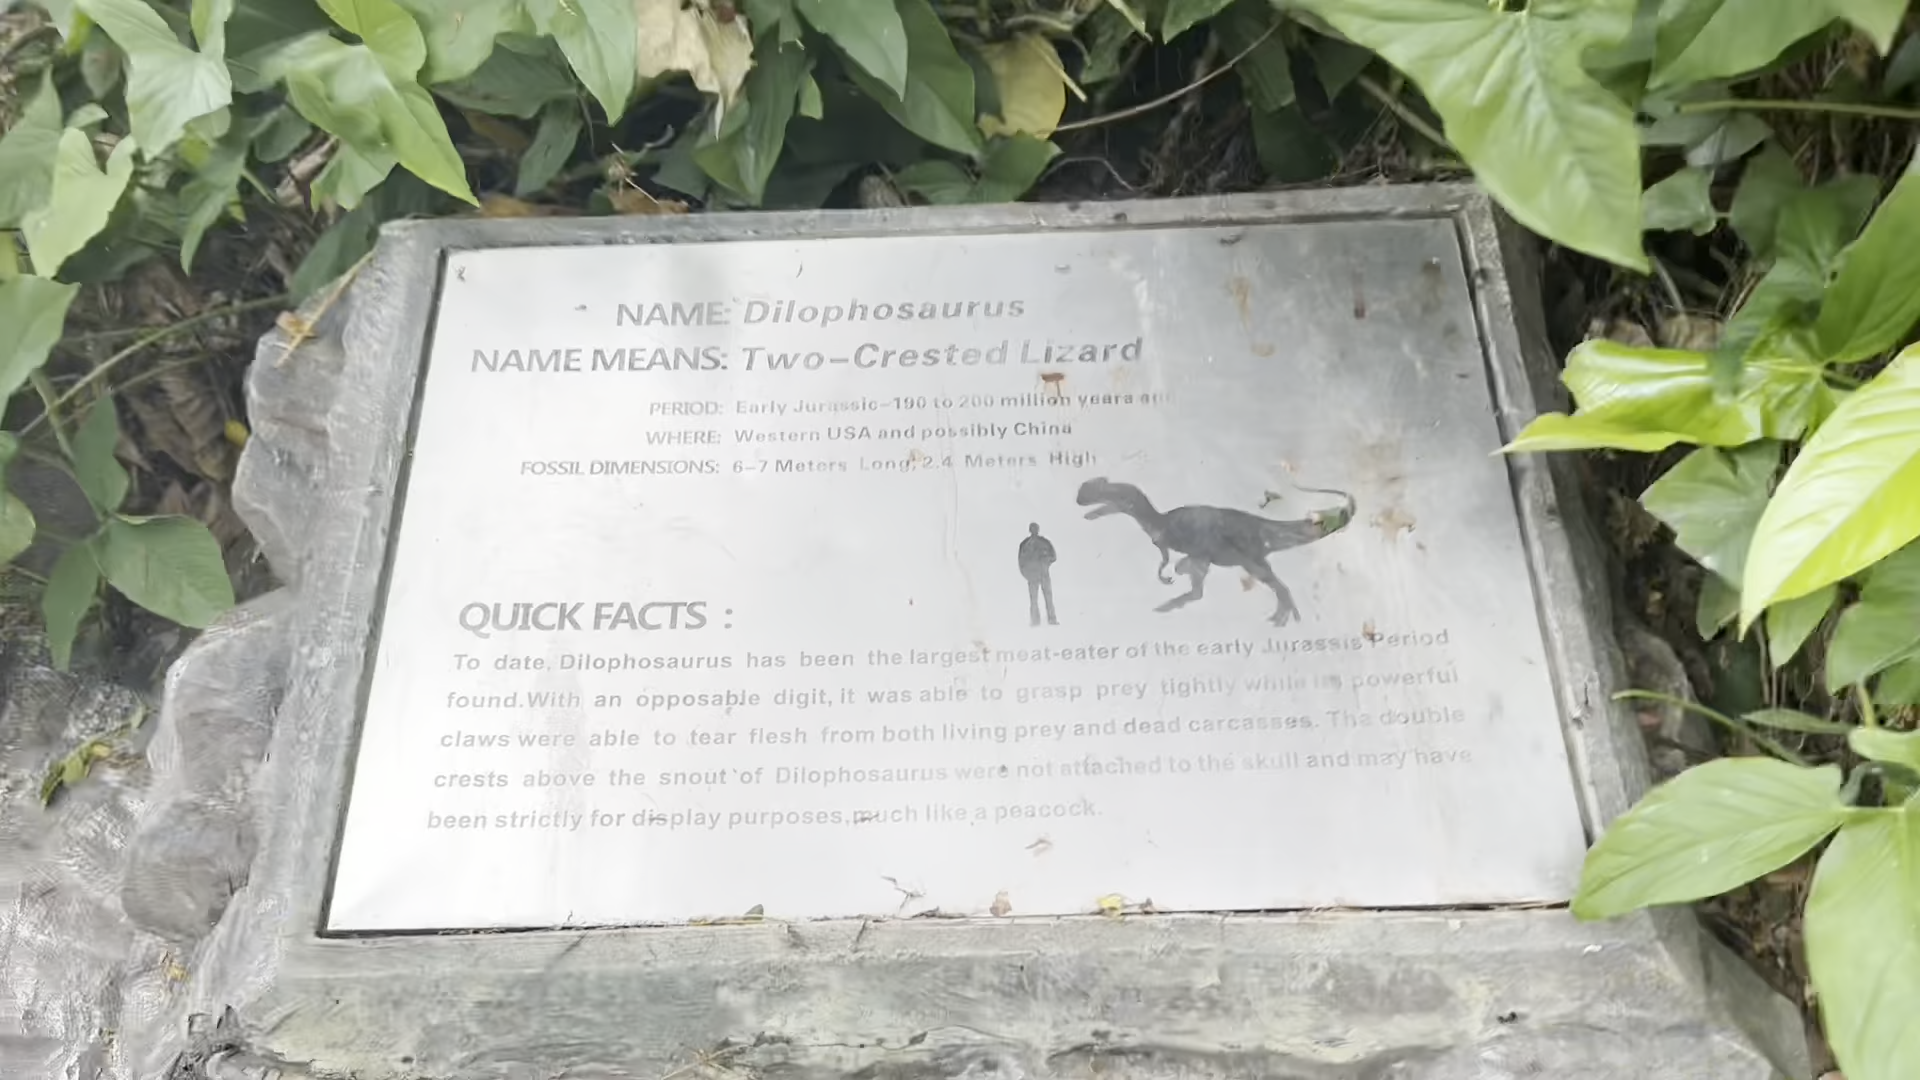 NAME: Dilophosaurus
NAME MEANS: Two-Crested Lizard
PERIOD: Early Jurassic-190 to 200 million years
WHERE: Western USA and possibly China
FOSSIL DIMENSIONS: 6-7 Meters Long, 2.4 Meters High
QUICK FACTS :
To date, Dilophosaurus has been the largest meat-eater of the early Jurassis Period
found.With an opposable digit, it was able to grasp prey tightly while its powerful
claws were able to tear flesh from both living prey and dead carcasses. The double
crests above the snout of Dilophosaurus were not attached to the skull and may have
been strictly for display purposes, much like a peacock.